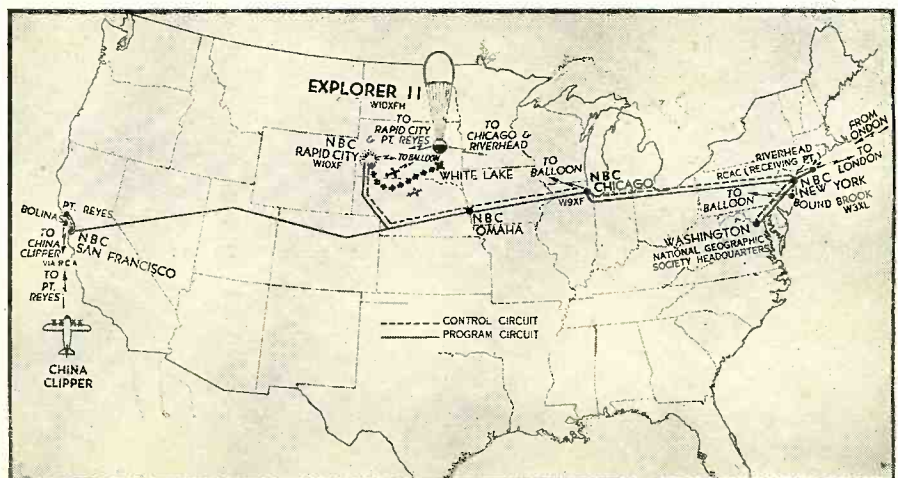 EXPLORER II
W10XFH
TO
RAPID CITY
& PT. REYES
TO
CHICAGO &
RIVERHEAD
NBC
RAPID CITY
W10XF
TO BALLOON
WHITE LAKE
TO
BALLOON
NBC
CHICAGO
W9XF
NBC
OMAHA
RIVERHEAD
RCAC (RECEIVING PT.)
FROM
LONDON
TO
LONDON
NBC
NEW YORK
BOUND BROOK
W3XL
TO
BALLOON
WASHINGTON
NATIONAL GEOGRAPHIC
SOCIETY HEADQUARTERS
BOLINAS
PT. REYES
NBC
SAN FRANCISCO
TO
CHINA
CLIPPER
VIA RCA
TO
PT.
REYES
CHINA
CLIPPER
CONTROL CIRCUIT
PROGRAM CIRCUIT